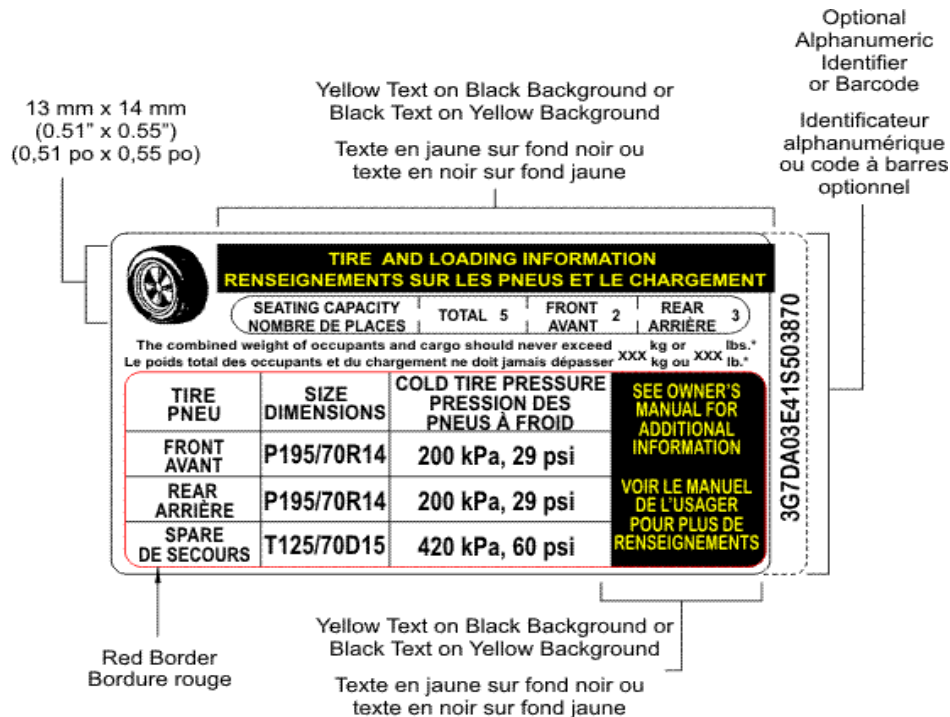 Optional
Alphanumeric
Identifier
or Barcode
Identificateur
alphanumérique
ou code à barres
optionnel
Yellow Text on Black Background or
Black Text on Yellow Background
Texte en jaune sur fond noir ou
texte en noir sur fond jaune
13 mm x 14 mm
(0.51” x 0.55”)
(0,51 po x 0,55 po)
TIRE AND LOADING INFORMATION
RENSEIGNEMENTS SUR LES PNEUS ET LE CHARGEMENT
SEATING CAPACITY
NOMBRE DE PLACES
TOTAL 5
FRONT
AVANT
2
REAR
ARRIÈRE
3
The combined weight of occupants and cargo should never exceed XXX kg or XXX lbs.*
Le poids total des occupants et du chargement ne doit jamais dépasser XXX kg ou XXX lb.*
TIRE
PNEU
SIZE
DIMENSIONS
COLD TIRE PRESSURE
PRESSION DES
PNEUS À FROID
FRONT
AVANT
P195/70R14
200 kPa, 29 psi
REAR
ARRIÈRE
P195/70R14
200 kPa, 29 psi
SPARE
DE SECOURS
T125/70D15
420 kPa, 60 psi
SEE OWNER’S
MANUAL FOR
ADDITIONAL
INFORMATION
VOIR LE MANUEL
DE L’USAGER
POUR PLUS DE
RENSEIGNEMENTS
3G7DA03E41S503870
Red Border
Bordure rouge
Yellow Text on Black Background or
Black Text on Yellow Background
Texte en jaune sur fond noir ou
texte en noir sur fond jaune